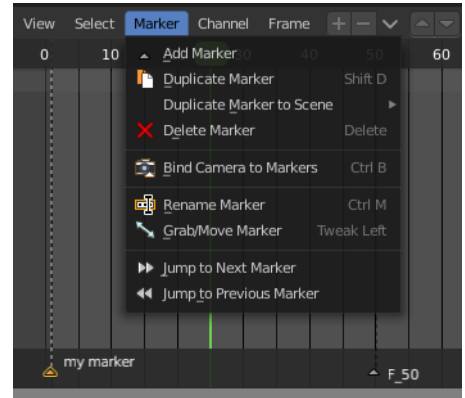 View Select Marker Channel Frame
0 10 30 40 50 60
Add Marker
Duplicate Marker Shift D
Duplicate Marker to Scene
Delete Marker Delete
Bind Camera to Markers Ctrl B
Rename Marker Ctrl M
Grab/Move Marker Tweak Left
Jump to Next Marker
Jump to Previous Marker
my marker
F_50